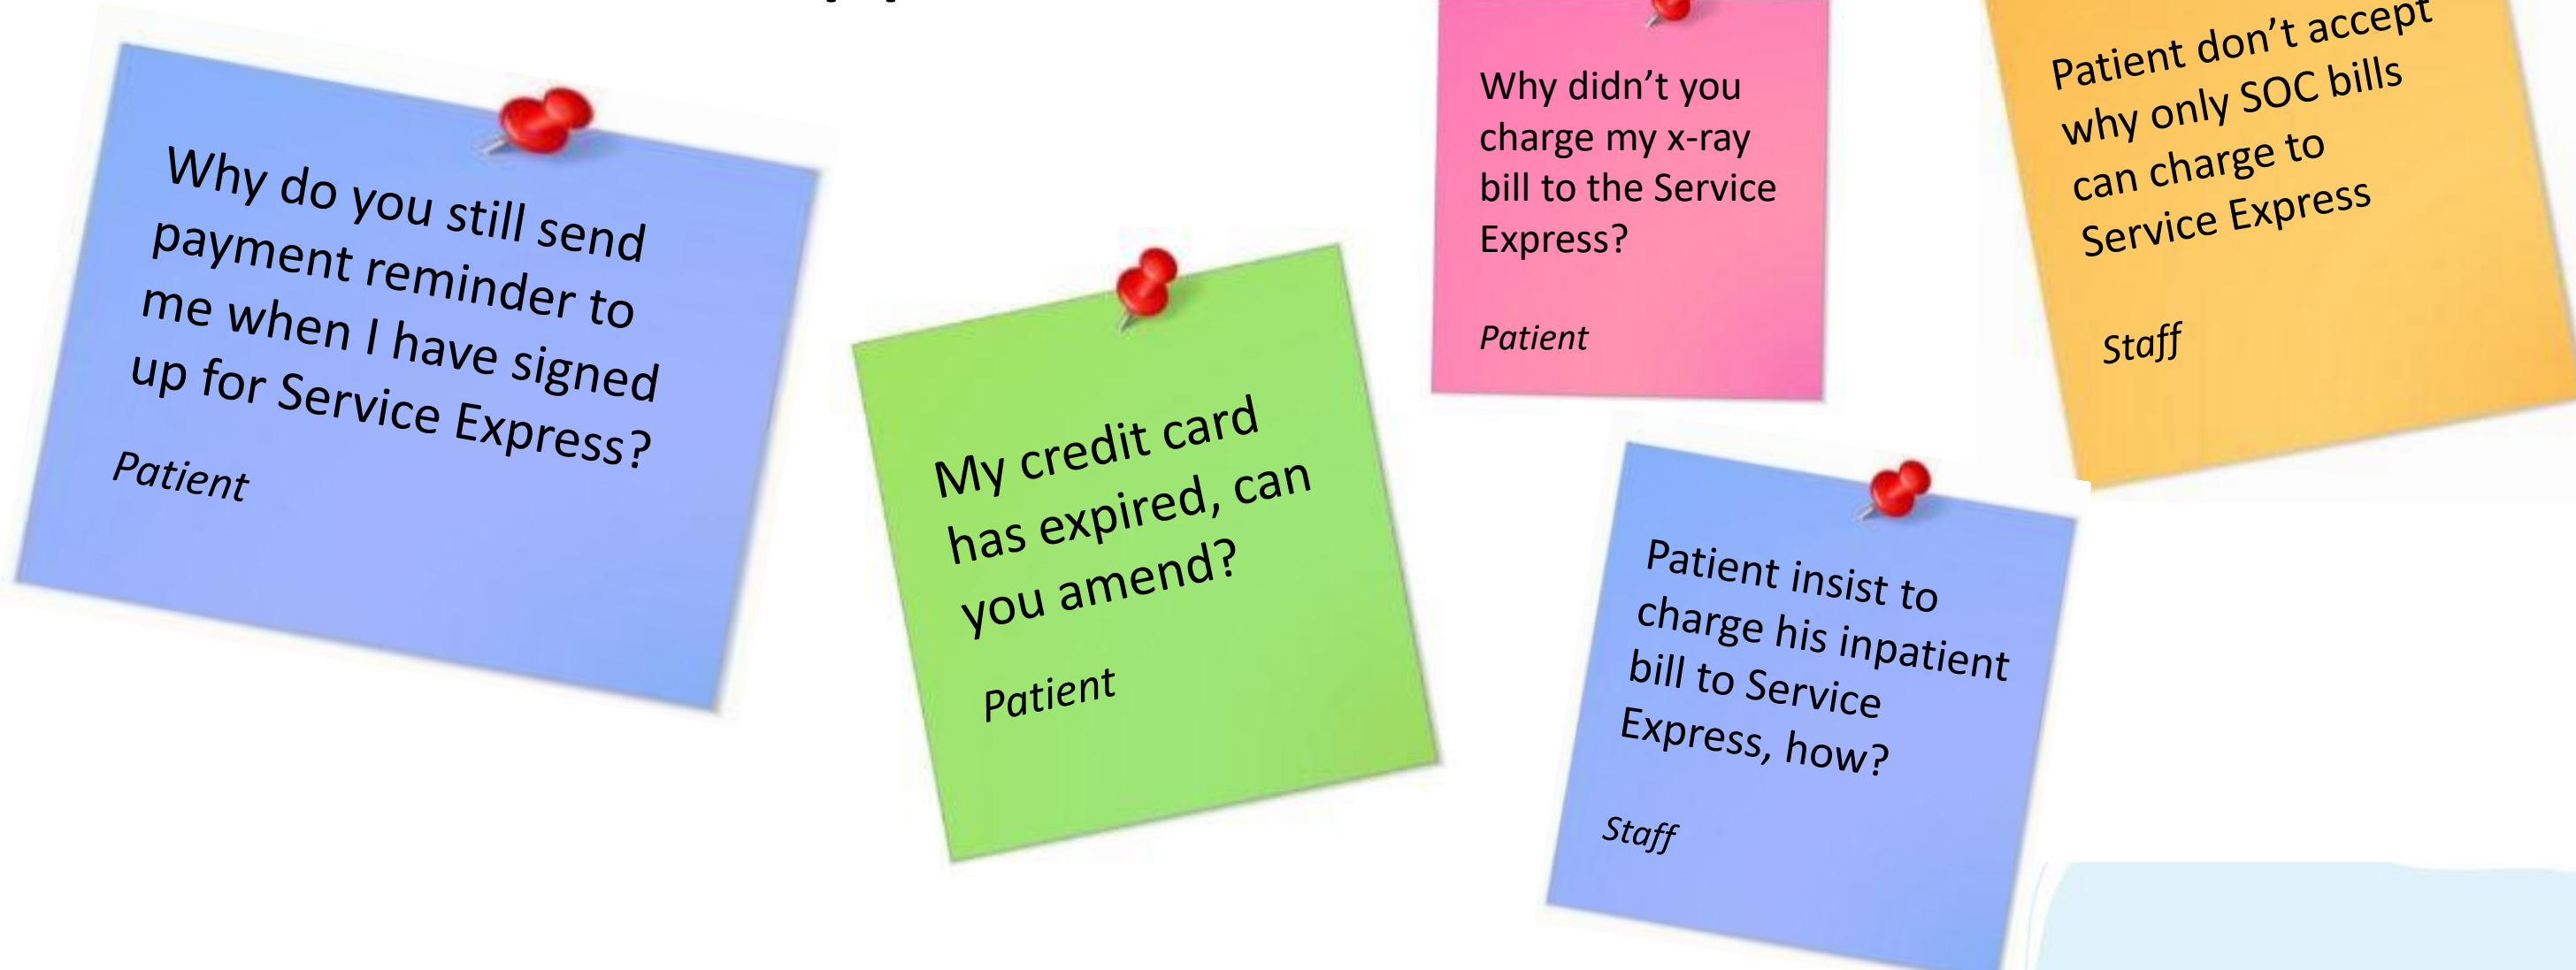 Why do you still send
payment reminder to
me when I have signed
up for Service Express?
Patient
My credit card
has expired, can
you amend?
Patient
Why didn't you
charge my x-ray
bill to the Service
Express?
Patient
Patient don't accept
why only SOC bills
can charge to
Service Express
Staff
Patient insist to
charge his inpatient
bill to Service
Express, how?
Staff